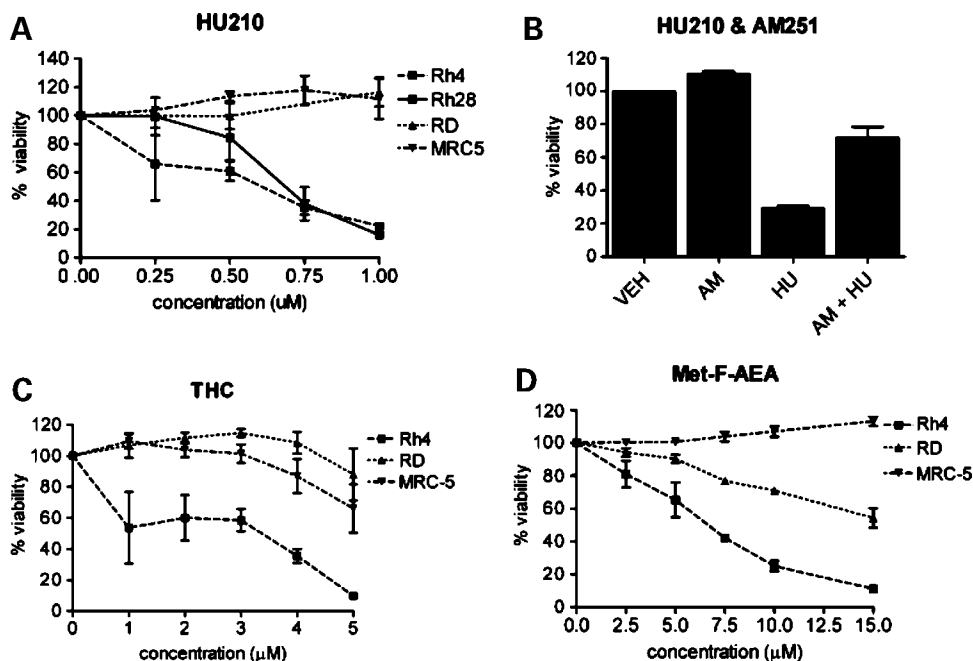 A
HU210
% viability
140
120
100
80
60
40
20
0
0.00 0.25 0.50 0.75 1.00
concentration (uM)
Rh4
Rh28
RD
MRC5
B
HU210 & AM251
% viability
120
100
80
60
40
20
0
VEH AM HU AM + HU
C
THC
% viability
120
100
80
60
40
20
0
0 1 2 3 4 5
concentration (μM)
Rh4
RD
MRC-5
D
Met-F-AEA
% viability
120
100
80
60
40
20
0
0.0 2.5 5.0 7.5 10.0 12.5 15.0
concentration (μM)
Rh4
RD
MRC-5